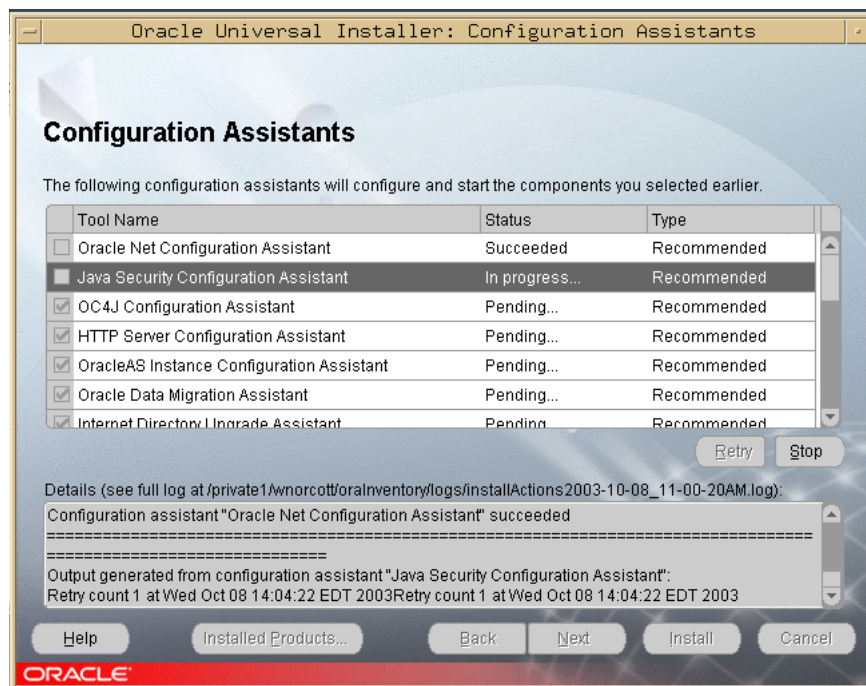 Oracle Universal Installer: Configuration Assistants
Configuration Assistants
The following configuration assistants will configure and start the components you selected earlier.
Tool Name Status Type
Oracle Net Configuration Assistant Succeeded Recommended
Java Security Configuration Assistant In progress... Recommended
OC4J Configuration Assistant Pending... Recommended
HTTP Server Configuration Assistant Pending... Recommended
OracleAS Instance Configuration Assistant Pending... Recommended
Oracle Data Migration Assistant Pending... Recommended
Internet Directory Upgrade Assistant Pending Recommended
Retry Stop
Details (see full log at /private1/wnorcott/oraInventory/logs/installActions2003-10-08_11-00-20AM.log):
Configuration assistant "Oracle Net Configuration Assistant" succeeded
==================================================================================
==============================
Output generated from configuration assistant "Java Security Configuration Assistant":
Retry count 1 at Wed Oct 08 14:04:22 EDT 2003Retry count 1 at Wed Oct 08 14:04:22 EDT 2003
Help Installed Products... Back Next Install Cancel
ORACLE